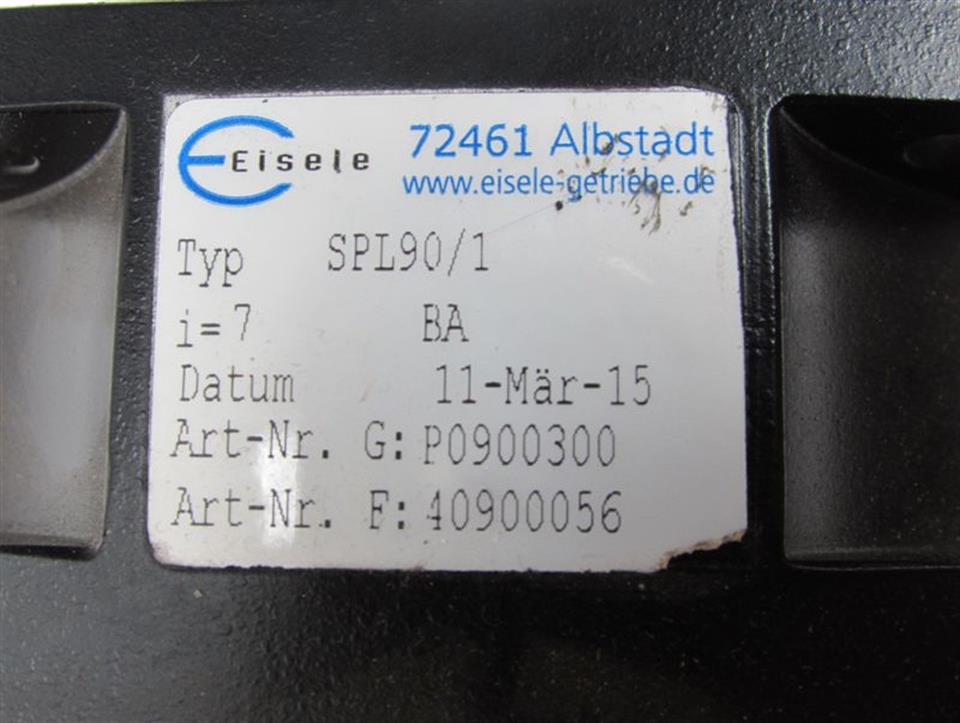 Eisele 72461 Albstadt
www.eisele-getriebe.de
Typ SPL90/1
i=7 BA
Datum 11-Mär-15
Art-Nr. G: P0900300
Art-Nr. F: 40900056